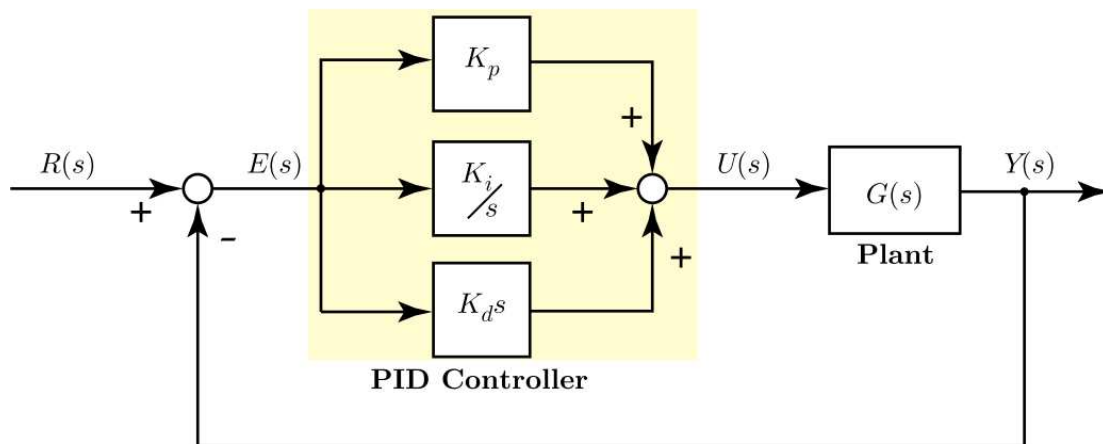 K_p
+
R(s) E(s) K_i/s U(s) G(s) Y(s)
+ - + +
Plant
K_d s
PID Controller